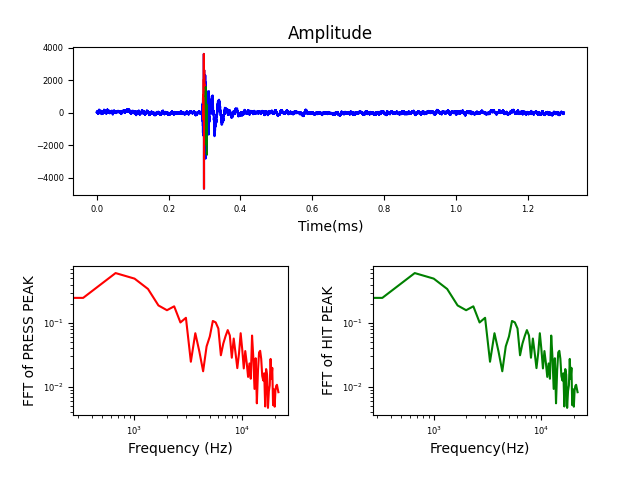 Amplitude
4000
2000
0
−2000
−4000
0.0 0.2 0.4 0.6 0.8 1.0 1.2
Time(ms)
FFT of PRESS PEAK
10⁻¹
10⁻²
10³ 10⁴
Frequency (Hz)
FFT of HIT PEAK
10⁻¹
10⁻²
10³ 10⁴
Frequency(Hz)